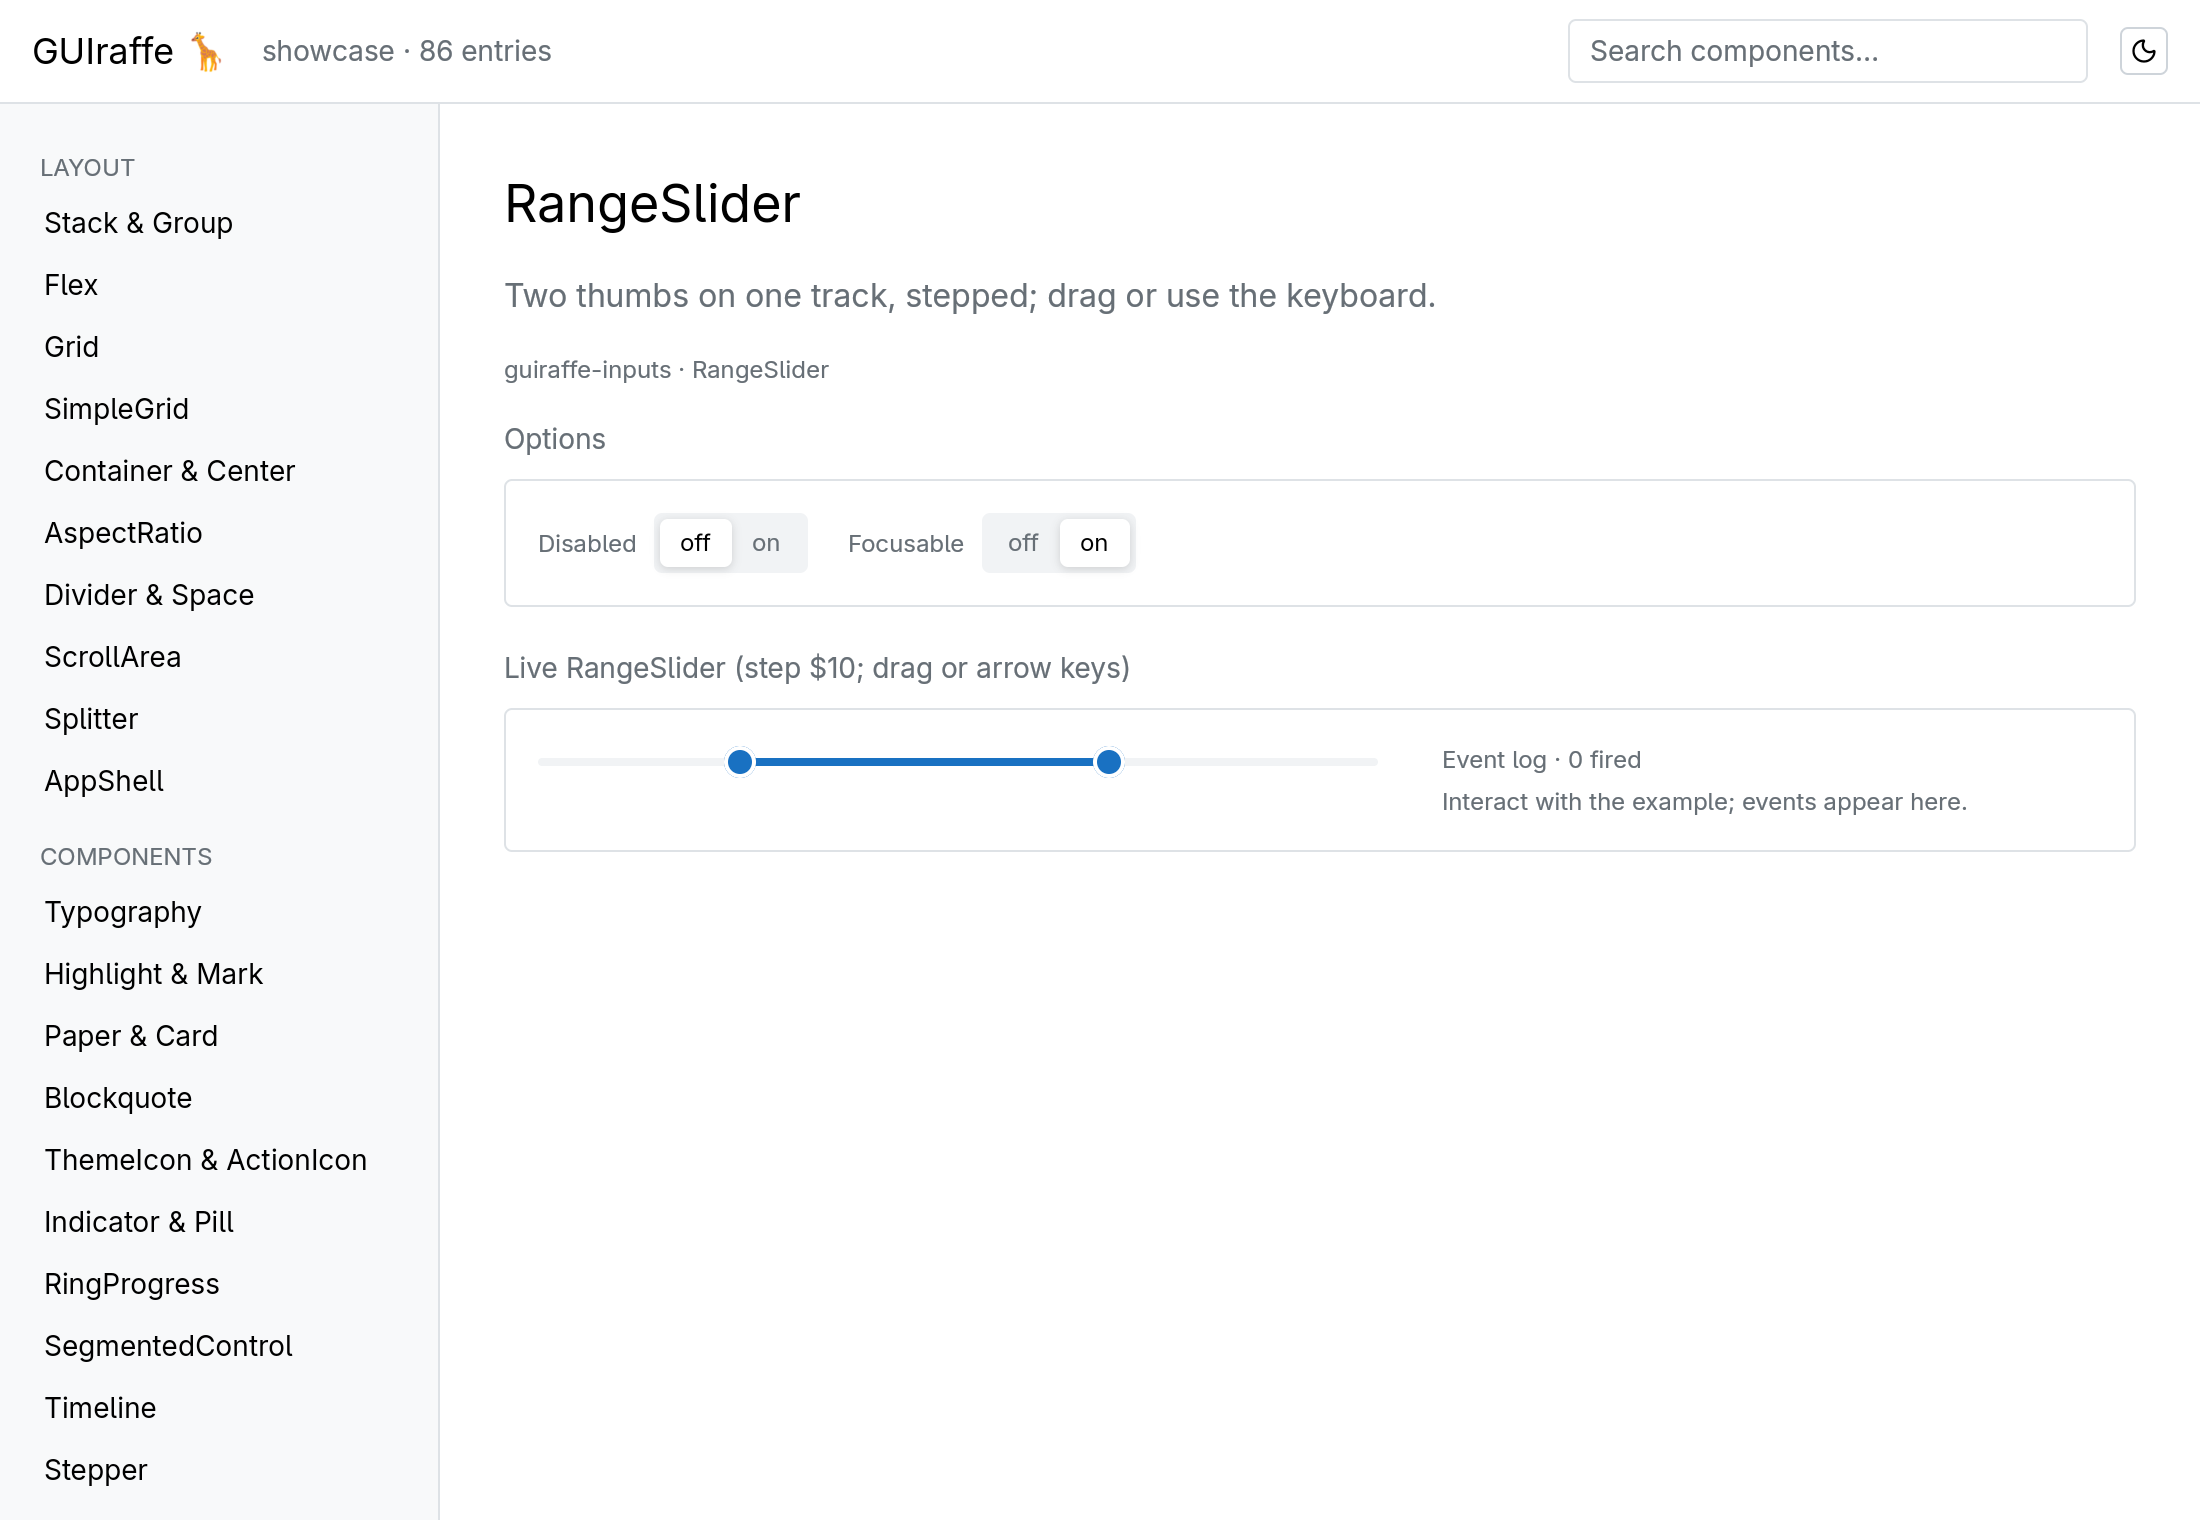 GUIraffe 🦒 showcase · 86 entries Search components...
LAYOUT
Stack & Group
Flex
Grid
SimpleGrid
Container & Center
AspectRatio
Divider & Space
ScrollArea
Splitter
AppShell
COMPONENTS
Typography
Highlight & Mark
Paper & Card
Blockquote
ThemeIcon & ActionIcon
Indicator & Pill
RingProgress
SegmentedControl
Timeline
Stepper
RangeSlider
Two thumbs on one track, stepped; drag or use the keyboard.
guiraffe-inputs · RangeSlider
Options
Disabled off on Focusable off on
Live RangeSlider (step $10; drag or arrow keys)
Event log · 0 fired
Interact with the example; events appear here.